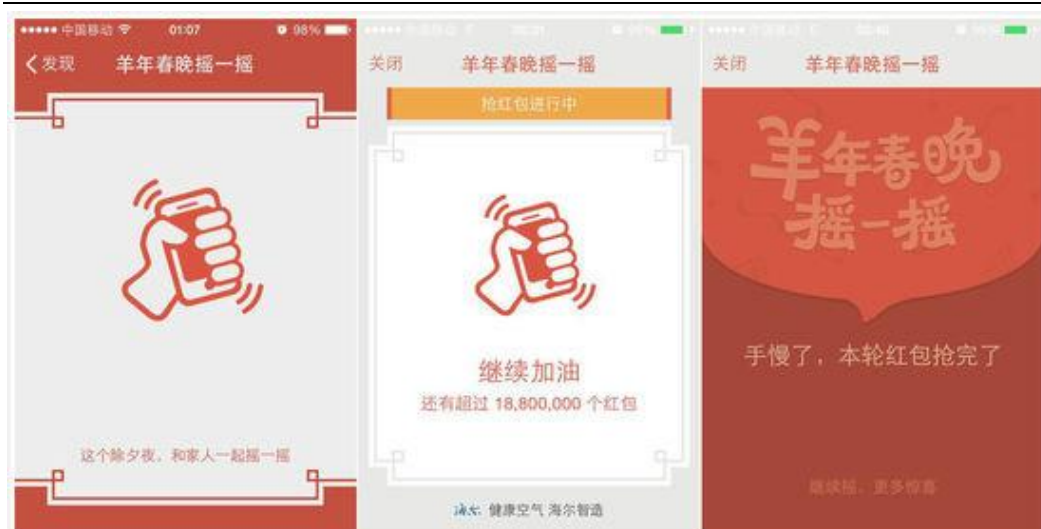 中国移动 01:07 98%
发现 羊年春晚摇一摇
这个除夕夜，和家人一起摇一摇
关闭 羊年春晚摇一摇
抢红包进行中
继续加油
还有超过 18,800,000 个红包
海尔 健康空气 海尔智造
关闭 羊年春晚摇一摇
羊年春晚
摇一摇
手慢了，本轮红包抢完了
继续摇，更多惊喜